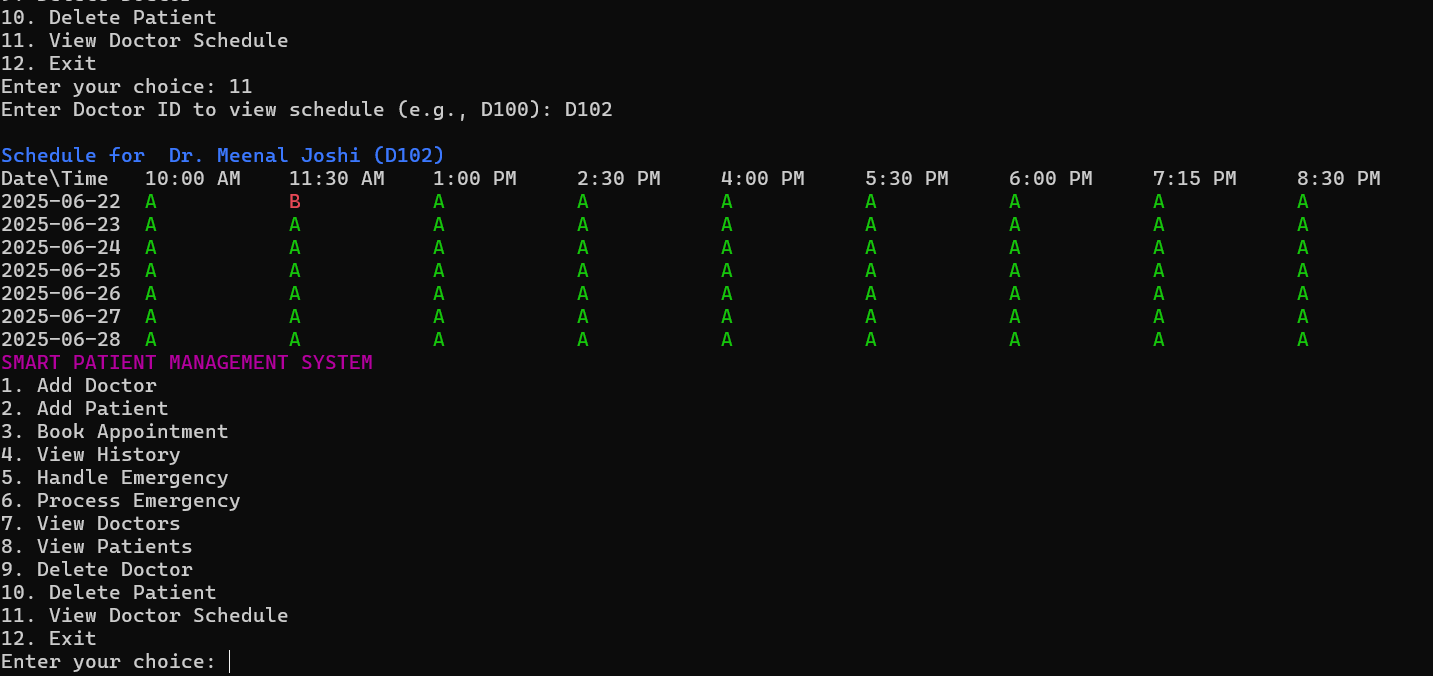 10. Delete Patient
11. View Doctor Schedule
12. Exit
Enter your choice: 11
Enter Doctor ID to view schedule (e.g., D100): D102
Schedule for  Dr. Meenal Joshi (D102)
Date\Time   10:00 AM    11:30 AM    1:00 PM     2:30 PM     4:00 PM     5:30 PM     6:00 PM     7:15 PM     8:30 PM
2025-06-22  A           B           A           A           A           A           A           A           A
2025-06-23  A           A           A           A           A           A           A           A           A
2025-06-24  A           A           A           A           A           A           A           A           A
2025-06-25  A           A           A           A           A           A           A           A           A
2025-06-26  A           A           A           A           A           A           A           A           A
2025-06-27  A           A           A           A           A           A           A           A           A
2025-06-28  A           A           A           A           A           A           A           A           A
SMART PATIENT MANAGEMENT SYSTEM
1. Add Doctor
2. Add Patient
3. Book Appointment
4. View History
5. Handle Emergency
6. Process Emergency
7. View Doctors
8. View Patients
9. Delete Doctor
10. Delete Patient
11. View Doctor Schedule
12. Exit
Enter your choice: